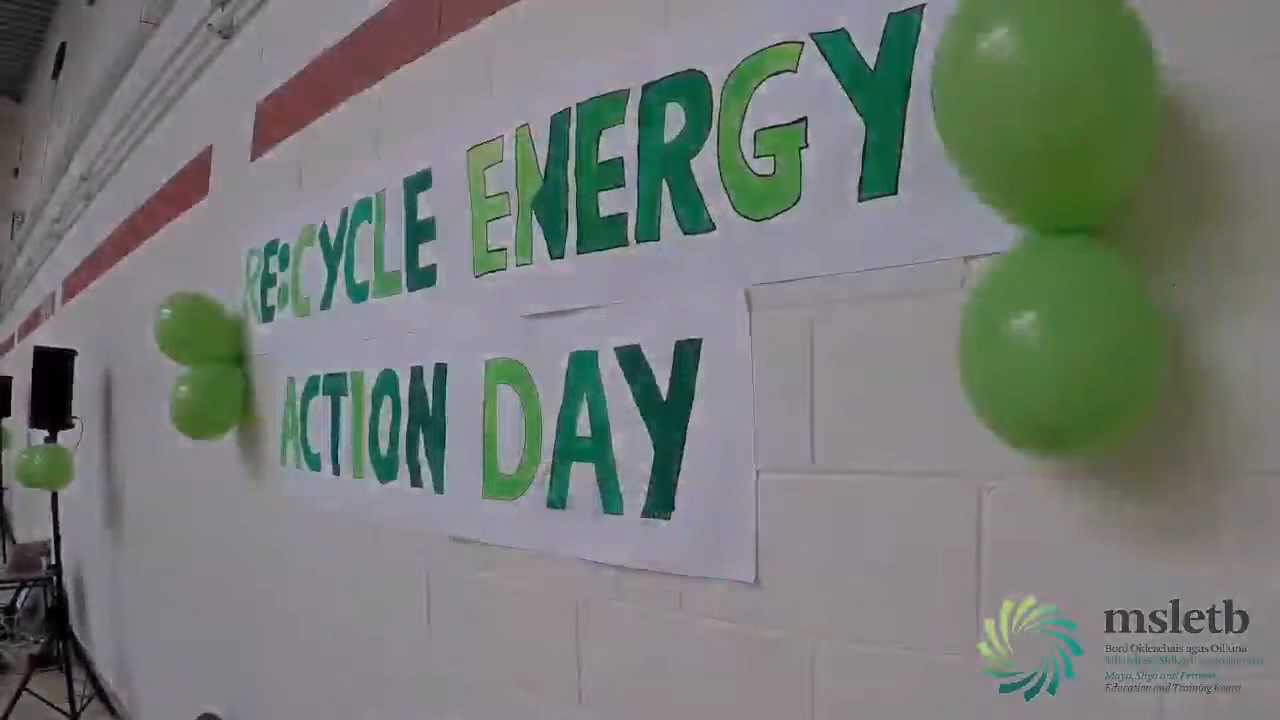 RE:CYCLE ENERGY
ACTION DAY
msletb
Bord Oideachais agus Oiliúna
Mayo, Sligo and Leitrim
Education and Training Board